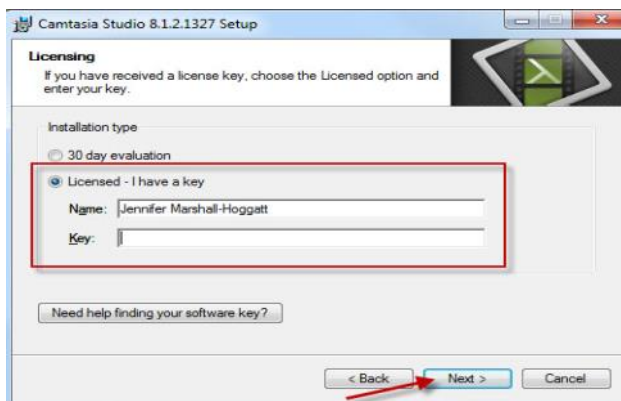 Camtasia Studio 8.1.2.1327 Setup
Licensing
If you have received a license key, choose the Licensed option and
enter your key.
Installation type
30 day evaluation
Licensed - I have a key
Name: Jennifer Marshall-Hoggatt
Key:
Need help finding your software key?
< Back Next > Cancel